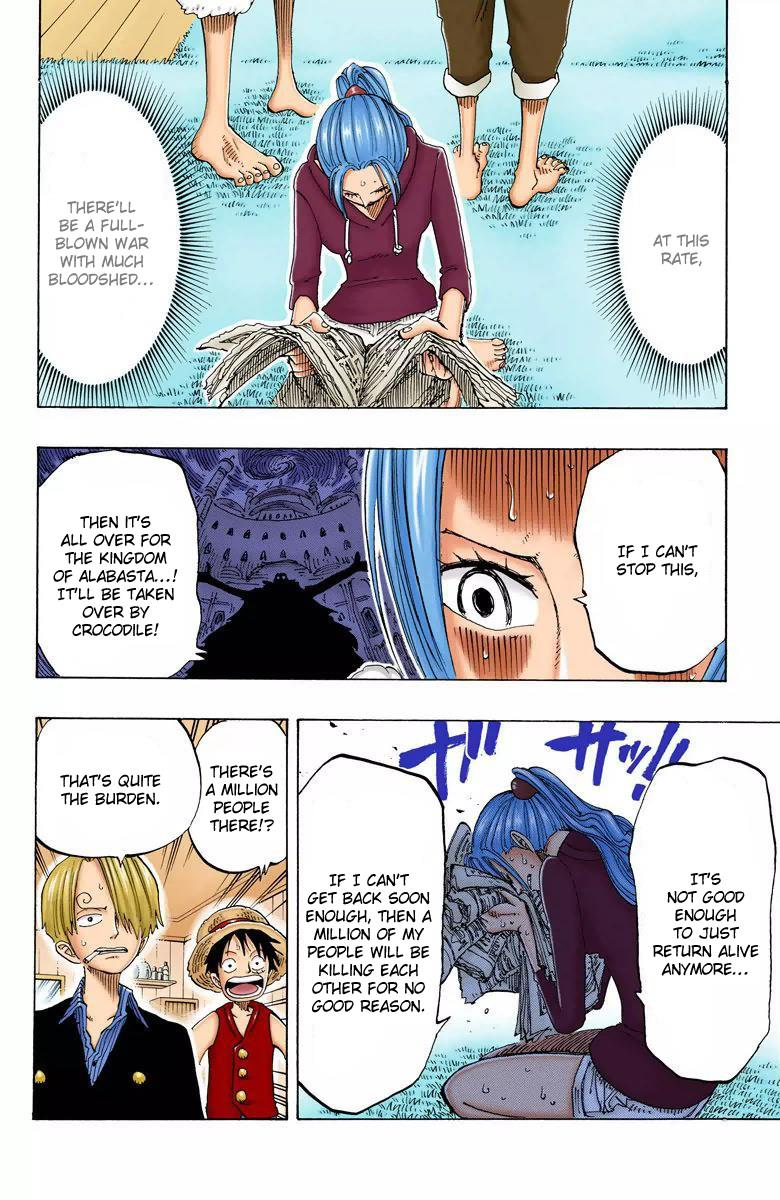 AT THIS
RATE,
THERE'LL
BE A FULL-
BLOWN WAR
WITH MUCH
BLOODSHED...
IF I CAN'T
STOP THIS,
THEN IT'S
ALL OVER FOR
THE KINGDOM
OF ALABASTA...!
IT'LL BE TAKEN
OVER BY
CROCODILE!
ガサッ!!
IT'S
NOT GOOD
ENOUGH
TO JUST
RETURN ALIVE
ANYMORE...
IF I CAN'T
GET BACK SOON
ENOUGH, THEN A
MILLION OF MY
PEOPLE WILL BE
KILLING EACH
OTHER FOR NO
GOOD REASON.
THERE'S
A MILLION
PEOPLE
THERE!?
THAT'S QUITE
THE BURDEN.